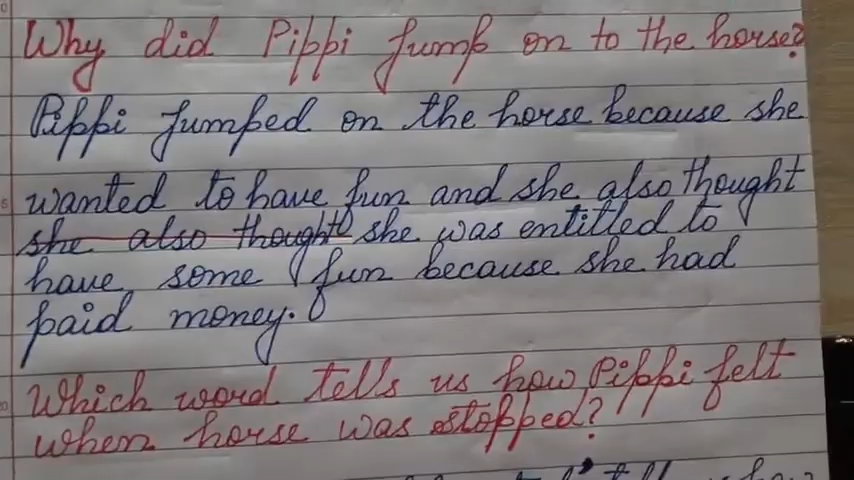 Why did Pippi jump on to the horse?
Pippi jumped on the horse because she
wanted to have fun and she also thought
she also thought she was entitled to
have some fun because she had
paid money.
Which word tells us how Pippi felt
when horse was stopped?